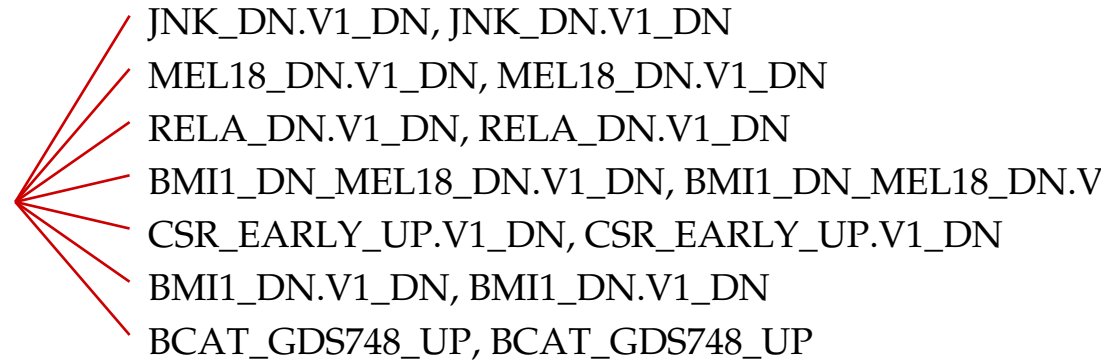 JNK_DN.V1_DN, JNK_DN.V1_DN
MEL18_DN.V1_DN, MEL18_DN.V1_DN
RELA_DN.V1_DN, RELA_DN.V1_DN
BMI1_DN_MEL18_DN.V1_DN, BMI1_DN_MEL18_DN.V
CSR_EARLY_UP.V1_DN, CSR_EARLY_UP.V1_DN
BMI1_DN.V1_DN, BMI1_DN.V1_DN
BCAT_GDS748_UP, BCAT_GDS748_UP